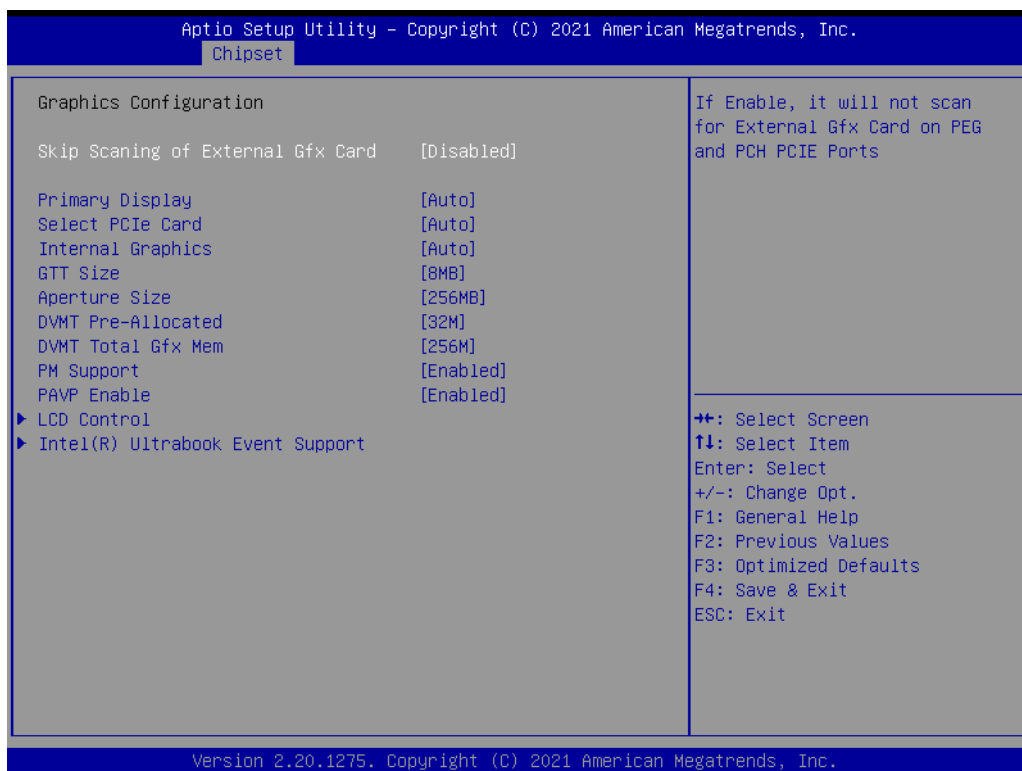 Aptio Setup Utility – Copyright (C) 2021 American Megatrends, Inc.
Chipset
Graphics Configuration
Skip Scaning of External Gfx Card [Disabled]
Primary Display [Auto]
Select PCIe Card [Auto]
Internal Graphics [Auto]
GTT Size [8MB]
Aperture Size [256MB]
DVMT Pre-Allocated [32M]
DVMT Total Gfx Mem [256M]
PM Support [Enabled]
PAVP Enable [Enabled]
▶ LCD Control
▶ Intel(R) Ultrabook Event Support
If Enable, it will not scan
for External Gfx Card on PEG
and PCH PCIE Ports
→←: Select Screen
↑↓: Select Item
Enter: Select
+/-: Change Opt.
F1: General Help
F2: Previous Values
F3: Optimized Defaults
F4: Save & Exit
ESC: Exit
Version 2.20.1275. Copyright (C) 2021 American Megatrends, Inc.